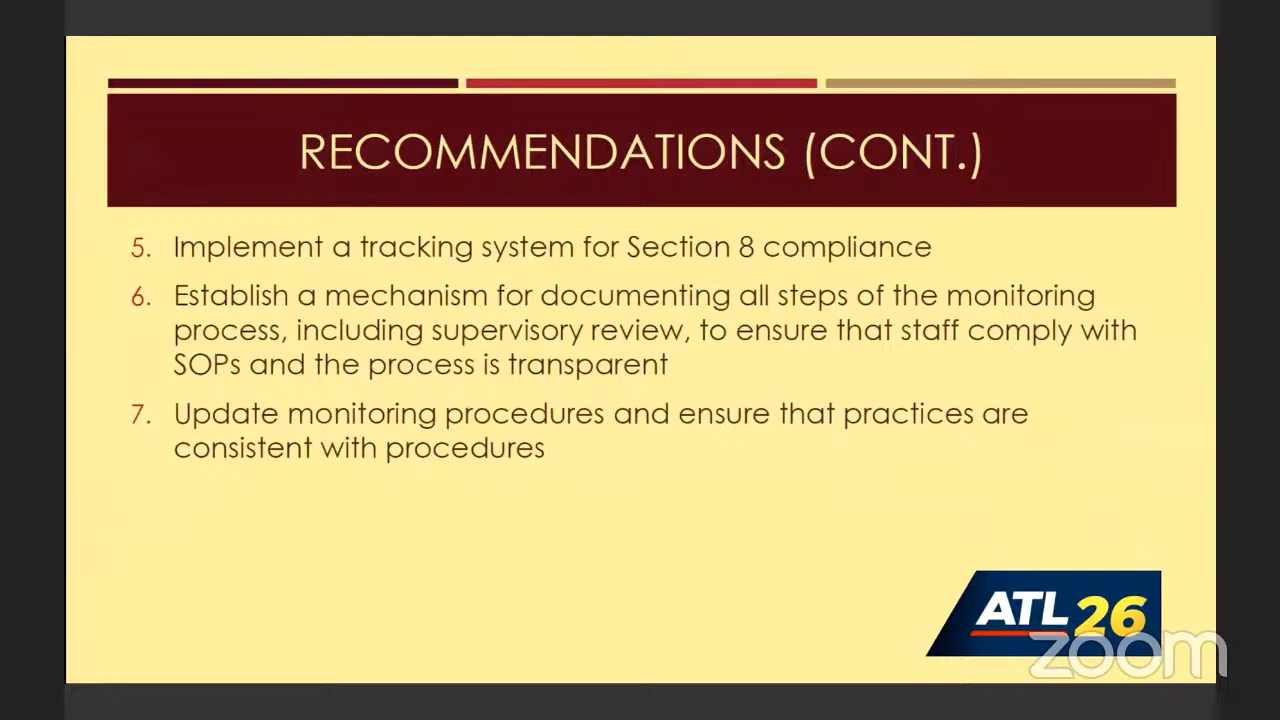 RECOMMENDATIONS (CONT.)
5. Implement a tracking system for Section 8 compliance
6. Establish a mechanism for documenting all steps of the monitoring
process, including supervisory review, to ensure that staff comply with
SOPs and the process is transparent
7. Update monitoring procedures and ensure that practices are
consistent with procedures
ATL 26
zoom